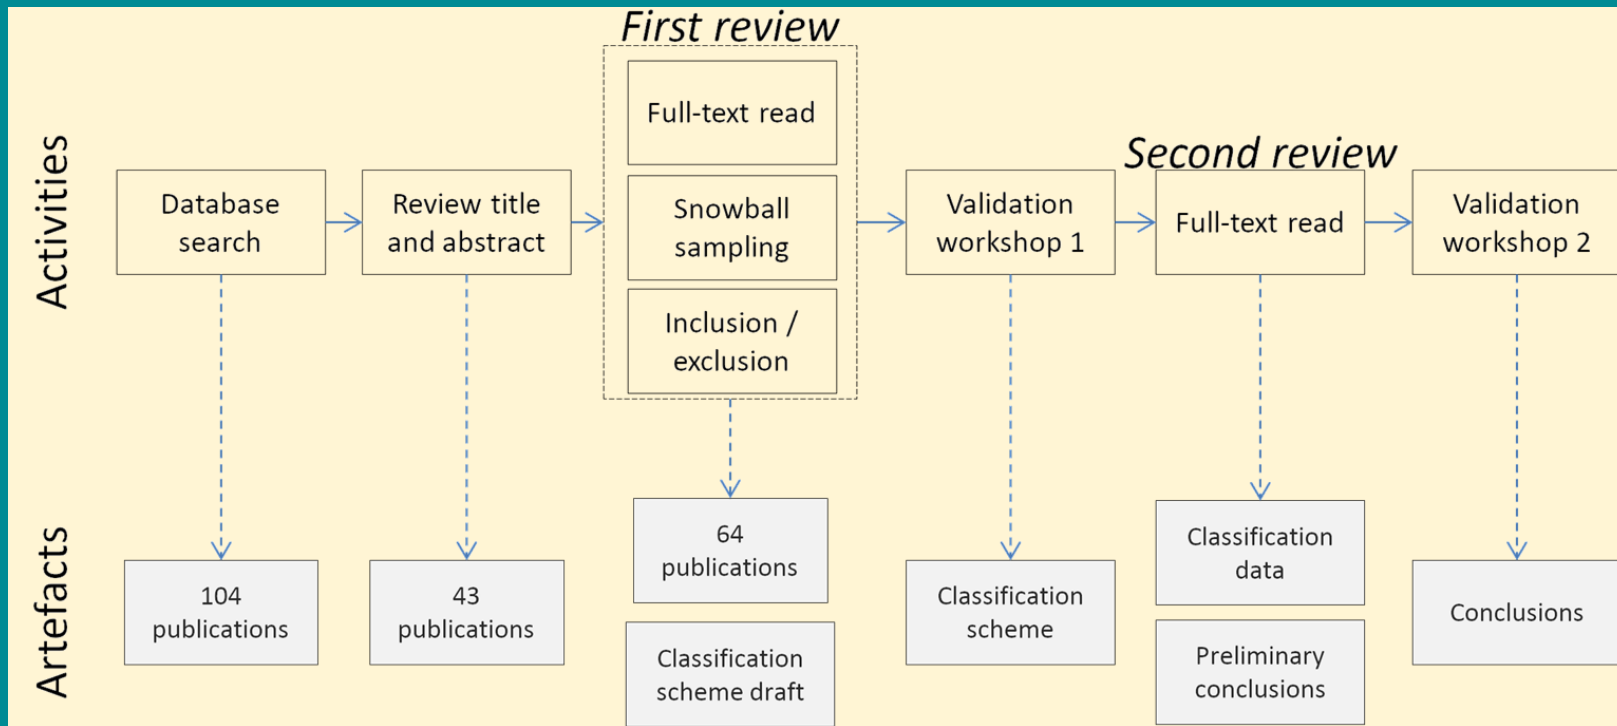 First review
Full-text read
Snowball
sampling
Inclusion /
exclusion
Second review
Activities
Database
search
Review title
and abstract
Validation
workshop 1
Full-text read
Validation
workshop 2
Artefacts
104
publications
43
publications
64
publications
Classification
scheme draft
Classification
scheme
Classification
data
Preliminary
conclusions
Conclusions